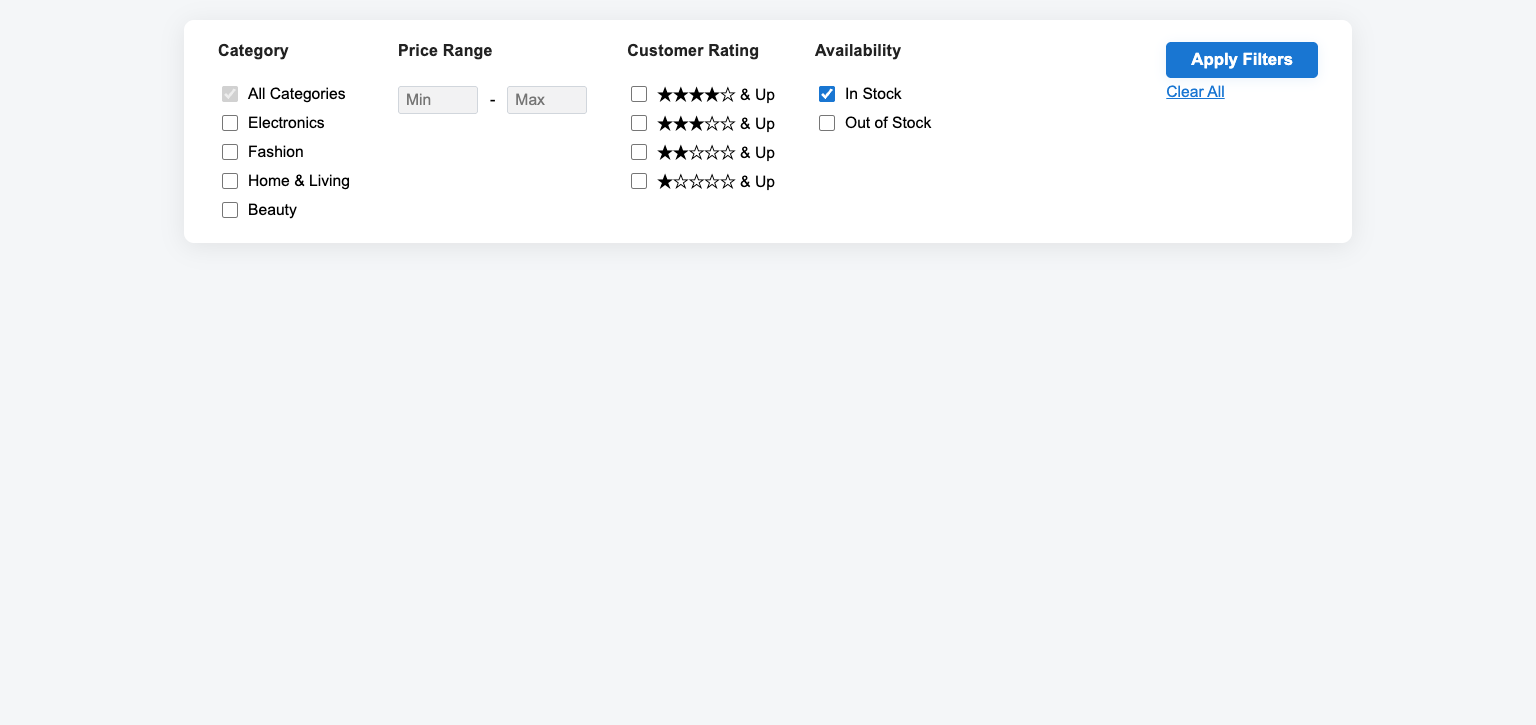 Category
All Categories
Electronics
Fashion
Home & Living
Beauty
Price Range
Min - Max
Customer Rating
★★★★☆ & Up
★★★☆☆ & Up
★★☆☆☆ & Up
★☆☆☆☆ & Up
Availability
In Stock
Out of Stock
Apply Filters
Clear All